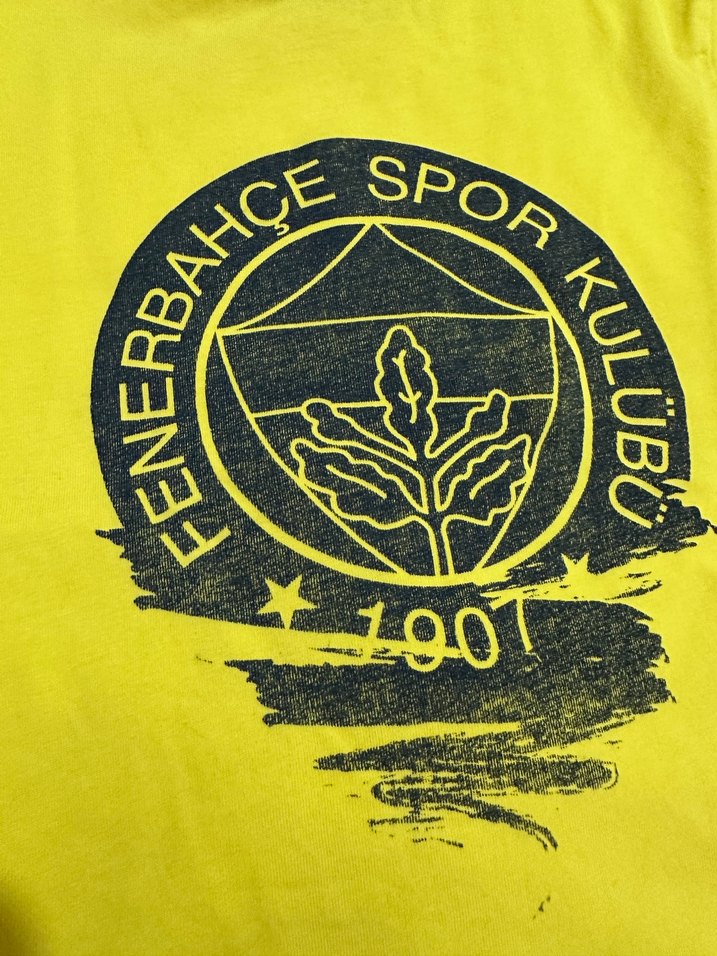 FENERBAHÇE SPOR KULÜBÜ
1907